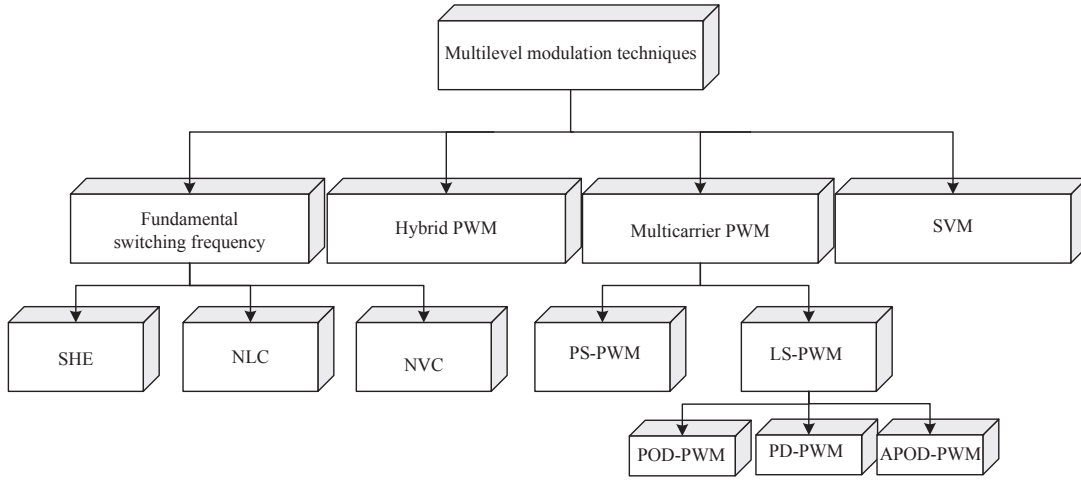 Multilevel modulation techniques
Fundamental
switching frequency
Hybrid PWM
Multicarrier PWM
SVM
SHE
NLC
NVC
PS-PWM
LS-PWM
POD-PWM
PD-PWM
APOD-PWM